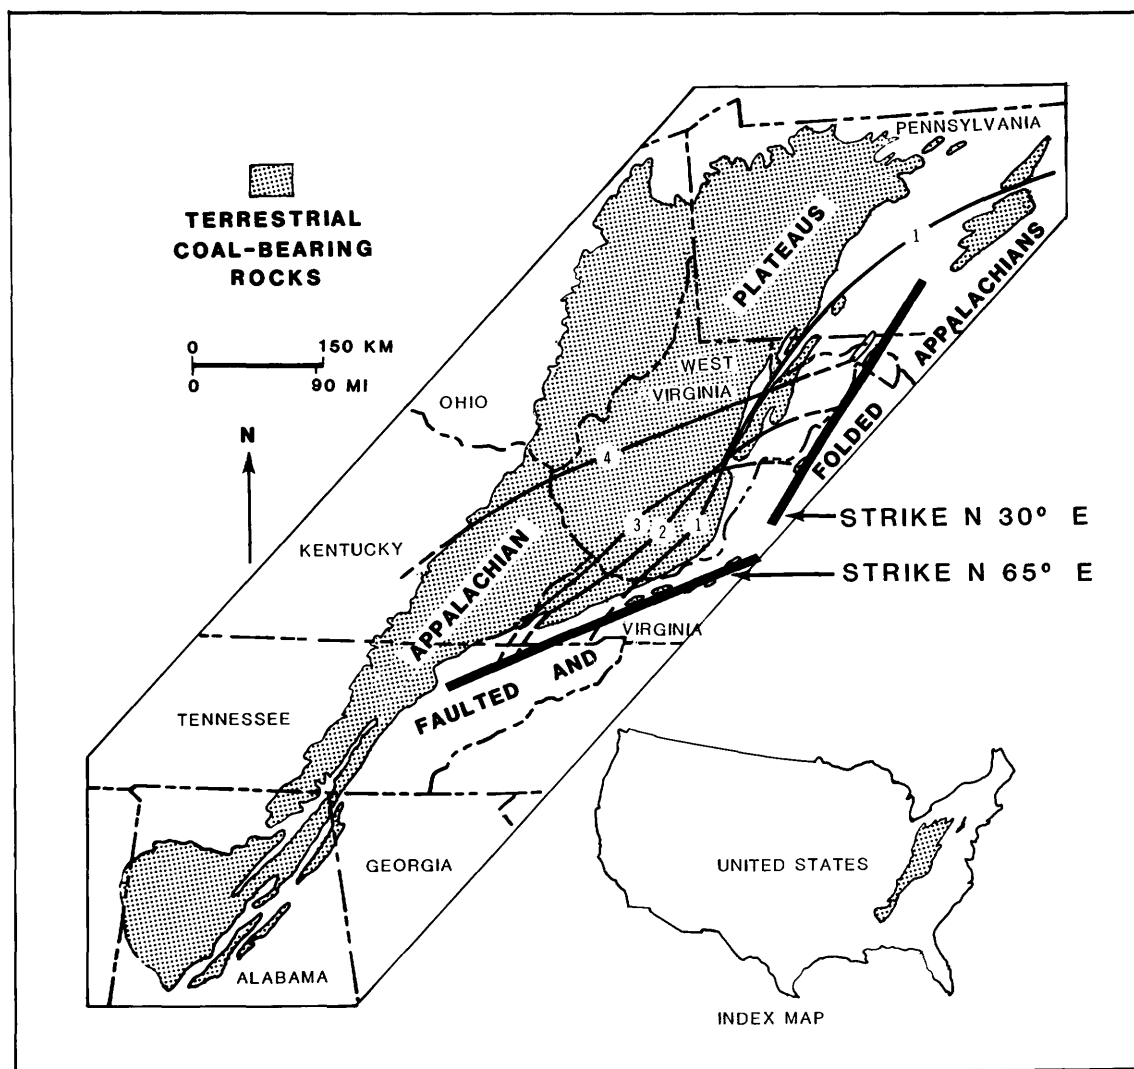 PENNSYLVANIA
TERRESTRIAL
COAL-BEARING
ROCKS
0 150 KM
0 90 MI
N
OHIO
WEST
VIRGINIA
KENTUCKY
APPALACHIAN
PLATEAUS
1
4
3
2
1
FAULTED AND
FOLDED
APPALACHIANS
STRIKE N 30° E
STRIKE N 65° E
VIRGINIA
TENNESSEE
GEORGIA
ALABAMA
UNITED STATES
INDEX MAP